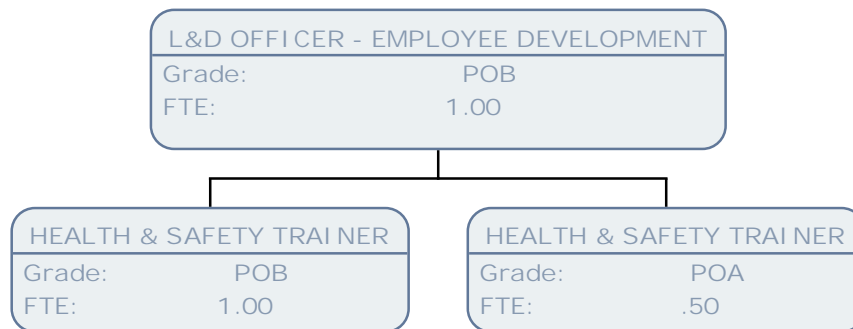 L&D OFFICER - EMPLOYEE DEVELOPMENT
Grade: POB
FTE: 1.00
HEALTH & SAFETY TRAINER
Grade: POB
FTE: 1.00
HEALTH & SAFETY TRAINER
Grade: POA
FTE: .50